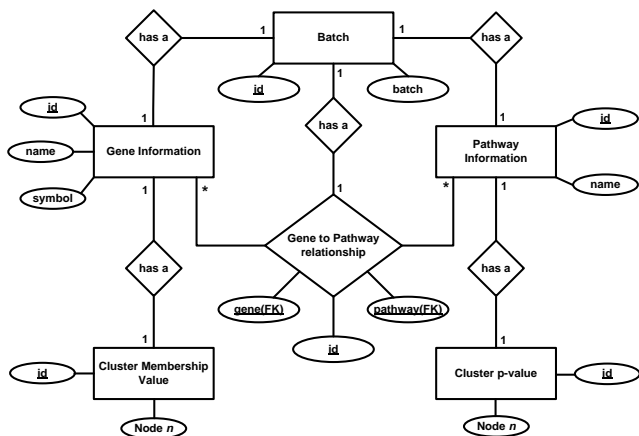 has a
1
1
Batch
1
1
has a
id
1
batch
has a
id
name
symbol
1
Gene Information
1
*
1
Pathway
Information
1
*
id
name
has a
1
Gene to Pathway
relationship
has a
gene(FK)
pathway(FK)
id
1
id
Cluster Membership
Value
Node n
1
Cluster p-value
id
Node n